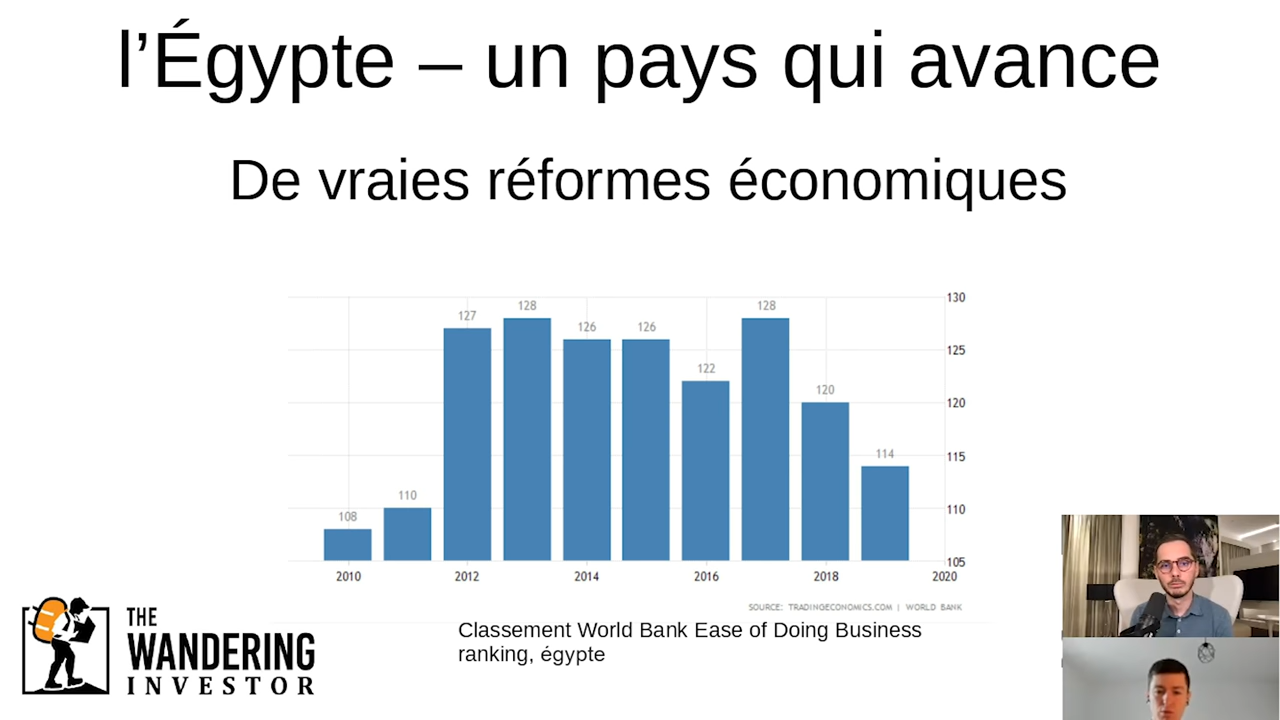 l’Égypte – un pays qui avance
De vraies réformes économiques
130
128
128
127
126
126
125
122
120
120
115
114
110
110
108
105
2010
2012
2014
2016
2018
2020
SOURCE: TRADINGECONOMICS.COM | WORLD BANK
THE
WANDERING
INVESTOR
Classement World Bank Ease of Doing Business
ranking, égypte